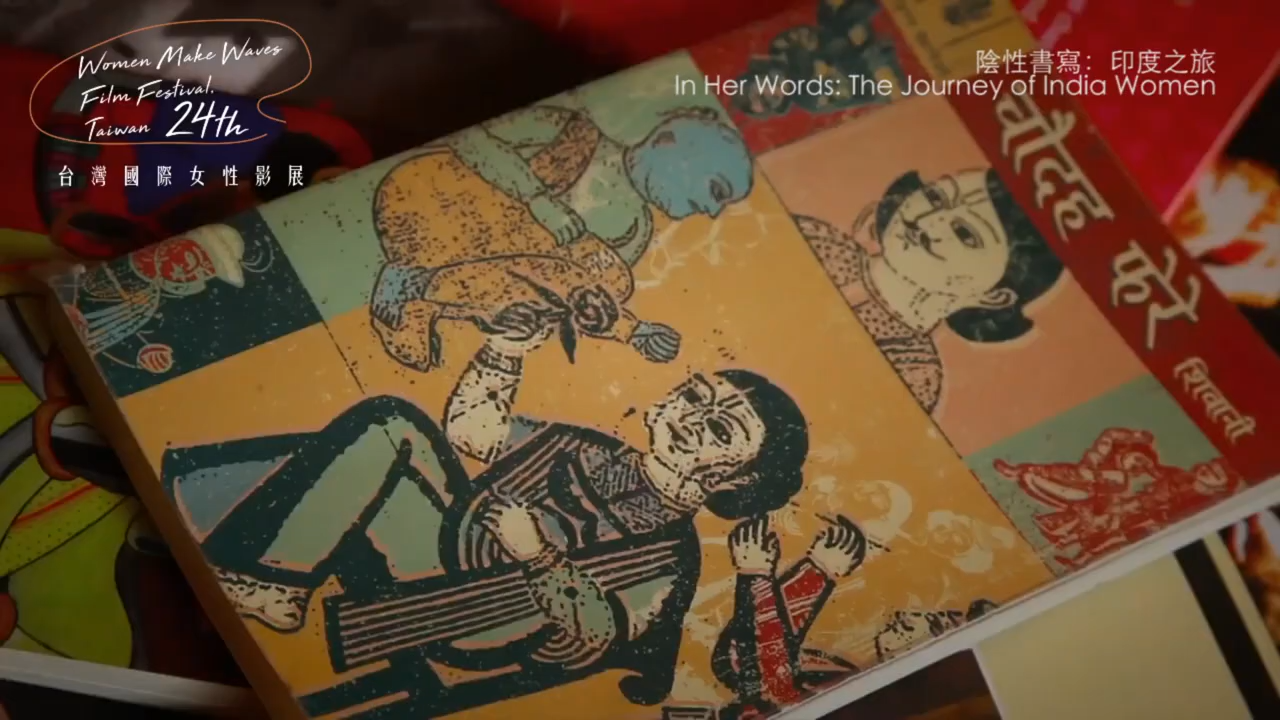 Women Make Waves
Film Festival,
Taiwan 24th
台灣國際女性影展
陰性書寫：印度之旅
In Her Words: The Journey of India Women
चौदह फेरे
शिवानी